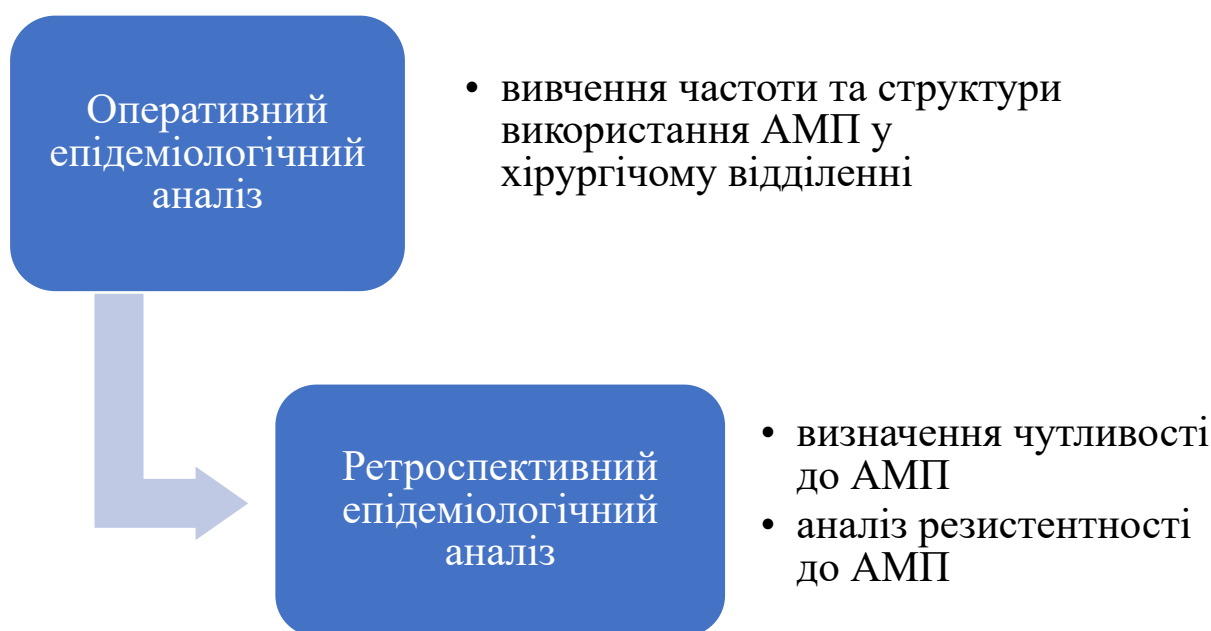 Оперативний
епідеміологічний
аналіз
• вивчення частоти та структури
використання АМП у
хірургічому відділенні
Ретроспективний
епідеміологічний
аналіз
• визначення чутливості
до АМП
• аналіз резистентності
до АМП